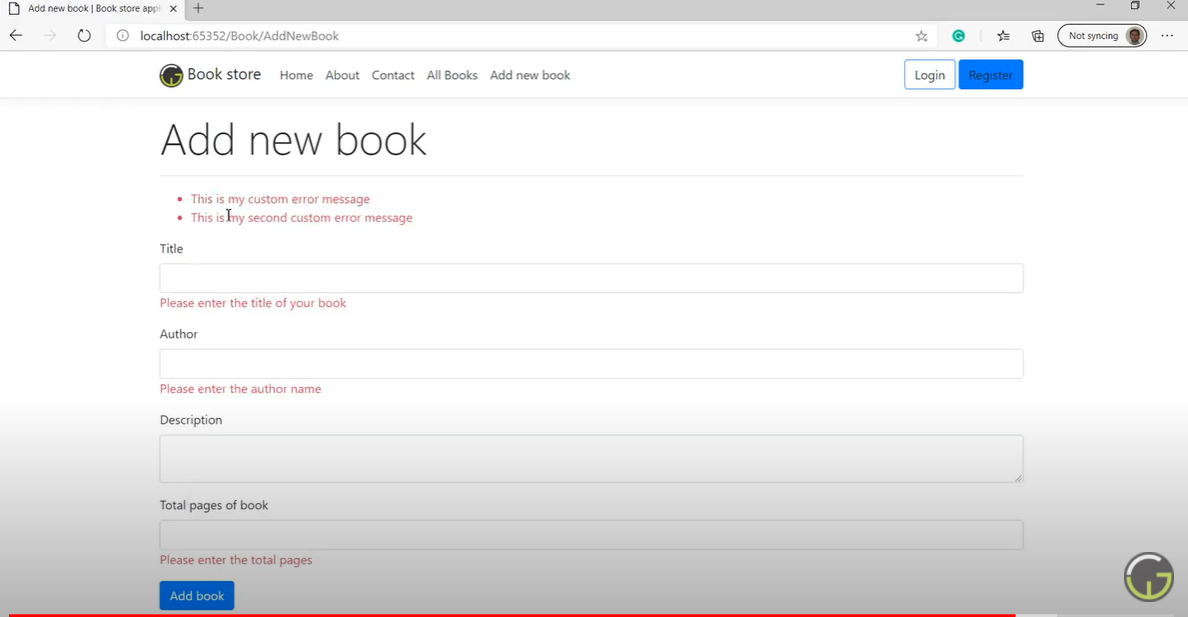 Add new book | Book store appli
localhost:65352/Book/AddNewBook
Not syncing
Book store Home About Contact All Books Add new book Login Register
Add new book
This is my custom error message
This is my second custom error message
Title
Please enter the title of your book
Author
Please enter the author name
Description
Total pages of book
Please enter the total pages
Add book